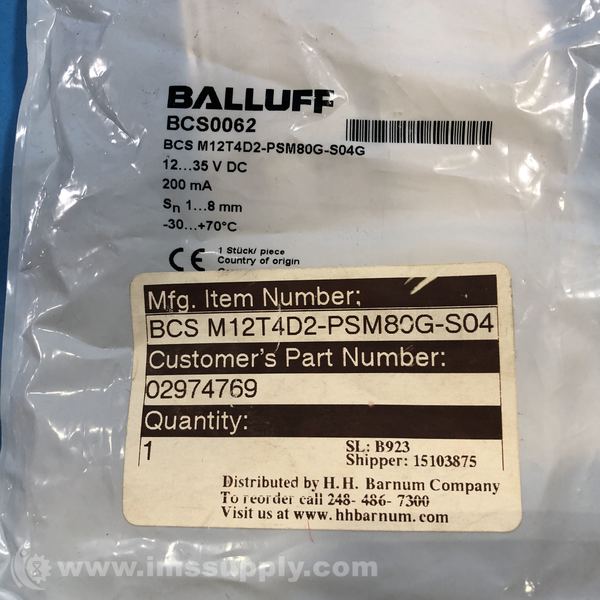 BALLUFF
BCS0062
BCS M12T4D2-PSM80G-S04G
12...35 V DC
200 mA
Sn 1...8 mm
-30...+70°C
CE 1 Stück/ piece
Country of origin
Mfg. Item Number:
BCS M12T4D2-PSM80G-S04
Customer's Part Number:
02974769
Quantity:
1
SL: B923
Shipper: 15103875
Distributed by H. H. Barnum Company
To reorder call 248- 486- 7300
Visit us at www.hhbarnum.com
www.imssupply.com